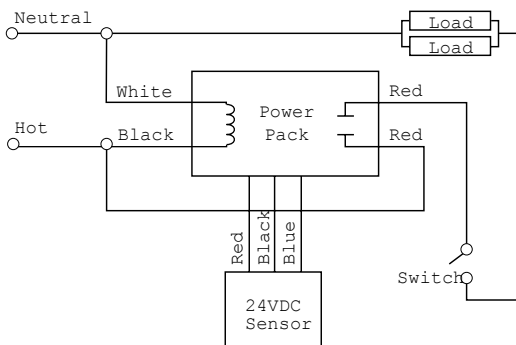 Neutral
Load
Load
White
Red
Power
Pack
Hot
Black
Red
Red
Black
Blue
Switch
24VDC
Sensor